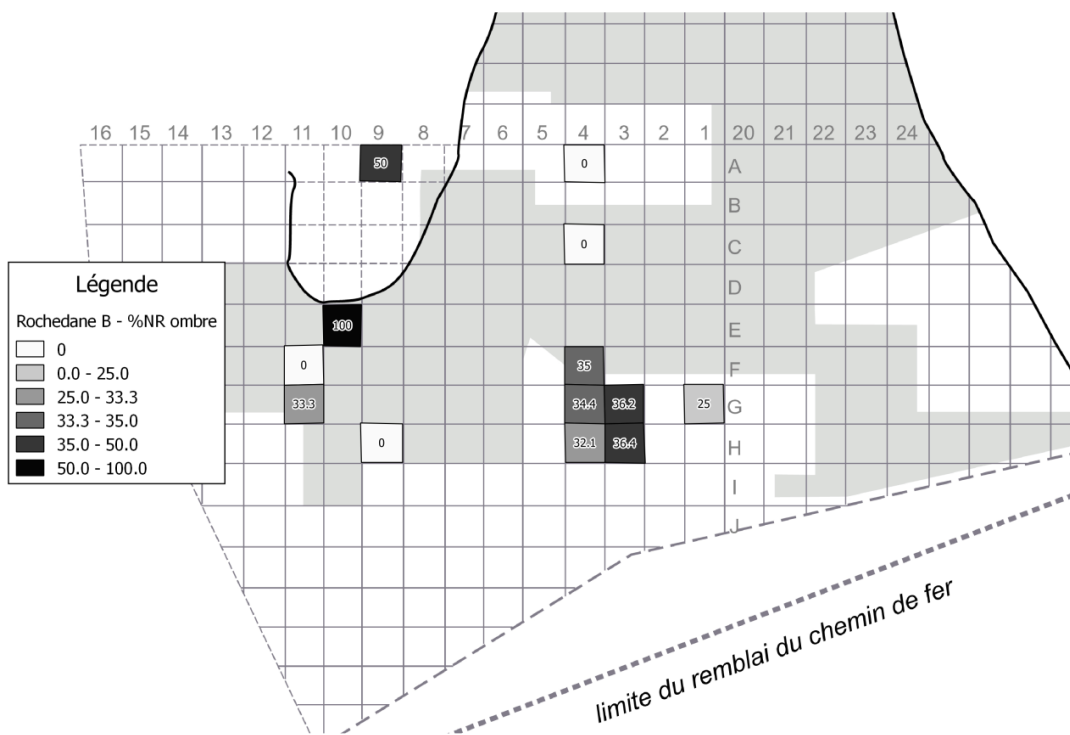 16 15 14 13 12 11 10 9 8 7 6 5 4 3 2 1 20 21 22 23 24
50 0 A
B
0 C
Légende
D
Rochedane B - %NR ombre
100 E
0
0 35 F
0.0 - 25.0
33.3 34.4 36.2 25 G
25.0 - 33.3
33.3 - 35.0
0 32.1 36.4 H
35.0 - 50.0
50.0 - 100.0
I
J
limite du remblai du chemin de fer